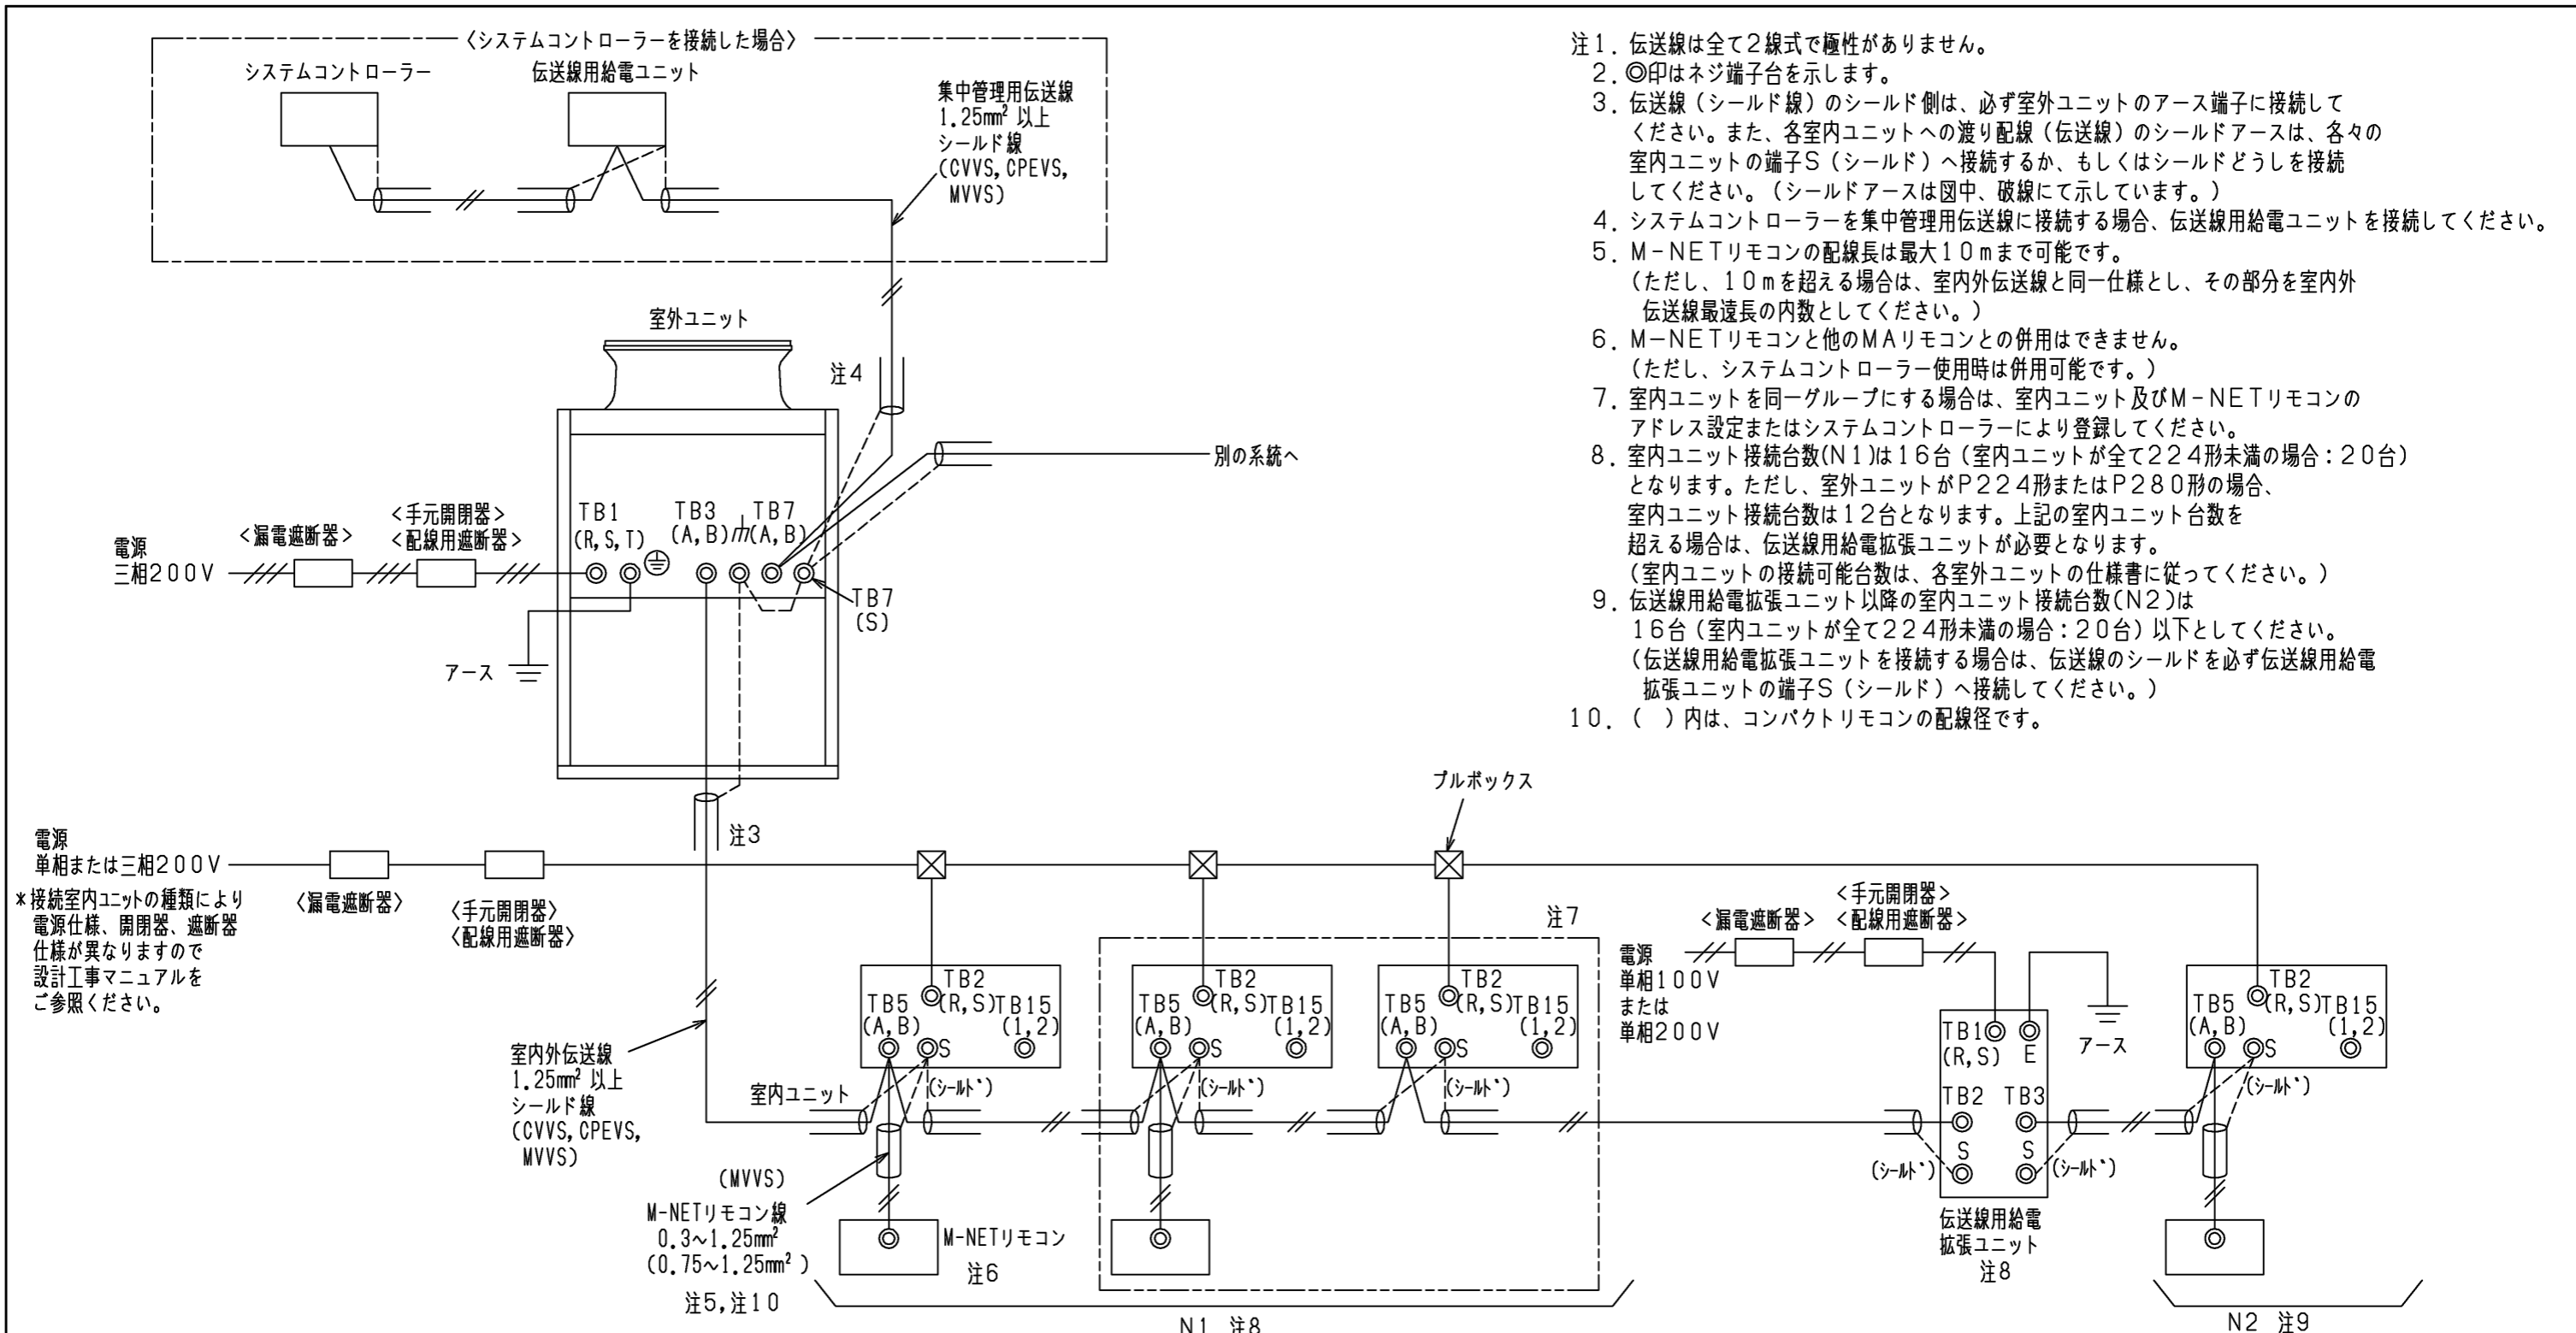 〈システムコントローラーを接続した場合〉
システムコントローラー
伝送線用給電ユニット
集中管理用伝送線
1.25mm² 以上
シールド線
(CVVS, CPEVS,
MVVS)
注1. 伝送線は全て2線式で極性がありません。
2. ◎印はネジ端子台を示します。
3. 伝送線(シールド線)のシールド側は、必ず室外ユニットのアース端子に接続して
ください。また、各室内ユニットへの渡り配線(伝送線)のシールドアースは、各々の
室内ユニットの端子S(シールド)へ接続するか、もしくはシールドどうしを接続
してください。(シールドアースは図中、破線にて示しています。)
4. システムコントローラーを集中管理用伝送線に接続する場合、伝送線用給電ユニットを接続してください。
5. M-NETリモコンの配線長は最大10mまで可能です。
(ただし、10mを超える場合は、室内外伝送線と同一仕様とし、その部分を室内外
伝送線最遠長の内数としてください。)
6. M-NETリモコンと他のMAリモコンとの併用はできません。
(ただし、システムコントローラー使用時は併用可能です。)
7. 室内ユニットを同一グループにする場合は、室内ユニット及びM-NETリモコンの
アドレス設定またはシステムコントローラーにより登録してください。
8. 室内ユニット接続台数(N1)は16台(室内ユニットが全て224形未満の場合:20台)
となります。ただし、室外ユニットがP224形またはP280形の場合、
室内ユニット接続台数は12台となります。上記の室内ユニット台数を
超える場合は、伝送線用給電拡張ユニットが必要となります。
(室内ユニットの接続可能台数は、各室外ユニットの仕様書に従ってください。)
9. 伝送線用給電拡張ユニット以降の室内ユニット接続台数(N2)は
16台(室内ユニットが全て224形未満の場合:20台)以下としてください。
(伝送線用給電拡張ユニットを接続する場合は、伝送線のシールドを必ず伝送線用給電
拡張ユニットの端子S(シールド)へ接続してください。)
10. ( )内は、コンパクトリモコンの配線径です。
室外ユニット
注4
別の系統へ
電源
三相200V
<漏電遮断器>
<手元開閉器>
<配線用遮断器>
TB1
(R, S, T)
TB3
(A, B)
TB7
(A, B)
TB7
(S)
アース
注3
プルボックス
電源
単相または三相200V
*接続室内ユニットの種類により
電源仕様、開閉器、遮断器
仕様が異なりますので
設計工事マニュアルを
ご参照ください。
〈漏電遮断器〉
〈手元開閉器〉
〈配線用遮断器〉
注7
TB2
(R, S)
TB5
(A, B)
TB15
(1, 2)
S
(シールド)
TB2
(R, S)
TB5
(A, B)
TB15
(1, 2)
S
(シールド)
TB2
(R, S)
TB5
(A, B)
TB15
(1, 2)
S
(シールド)
電源
単相100V
または
単相200V
<漏電遮断器>
<手元開閉器>
<配線用遮断器>
TB1
(R, S)
E
アース
TB2
TB3
S
S
(シールド)
(シールド)
伝送線用給電
拡張ユニット
注8
TB2
(R, S)
TB5
(A, B)
TB15
(1, 2)
S
(シールド)
室内外伝送線
1.25mm² 以上
シールド線
(CVVS, CPEVS,
MVVS)
室内ユニット
(MVVS)
M-NETリモコン線
0.3~1.25mm²
(0.75~1.25mm² )
注5, 注10
M-NETリモコン
注6
N1 注8
N2 注9